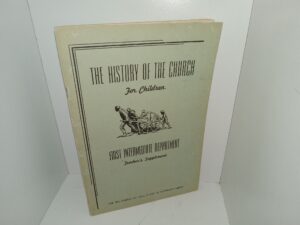 THE HISTORY OF THE CHURCH
For Children
FIRST INTERMEDIATE DEPARTMENT
Teacher's Supplement